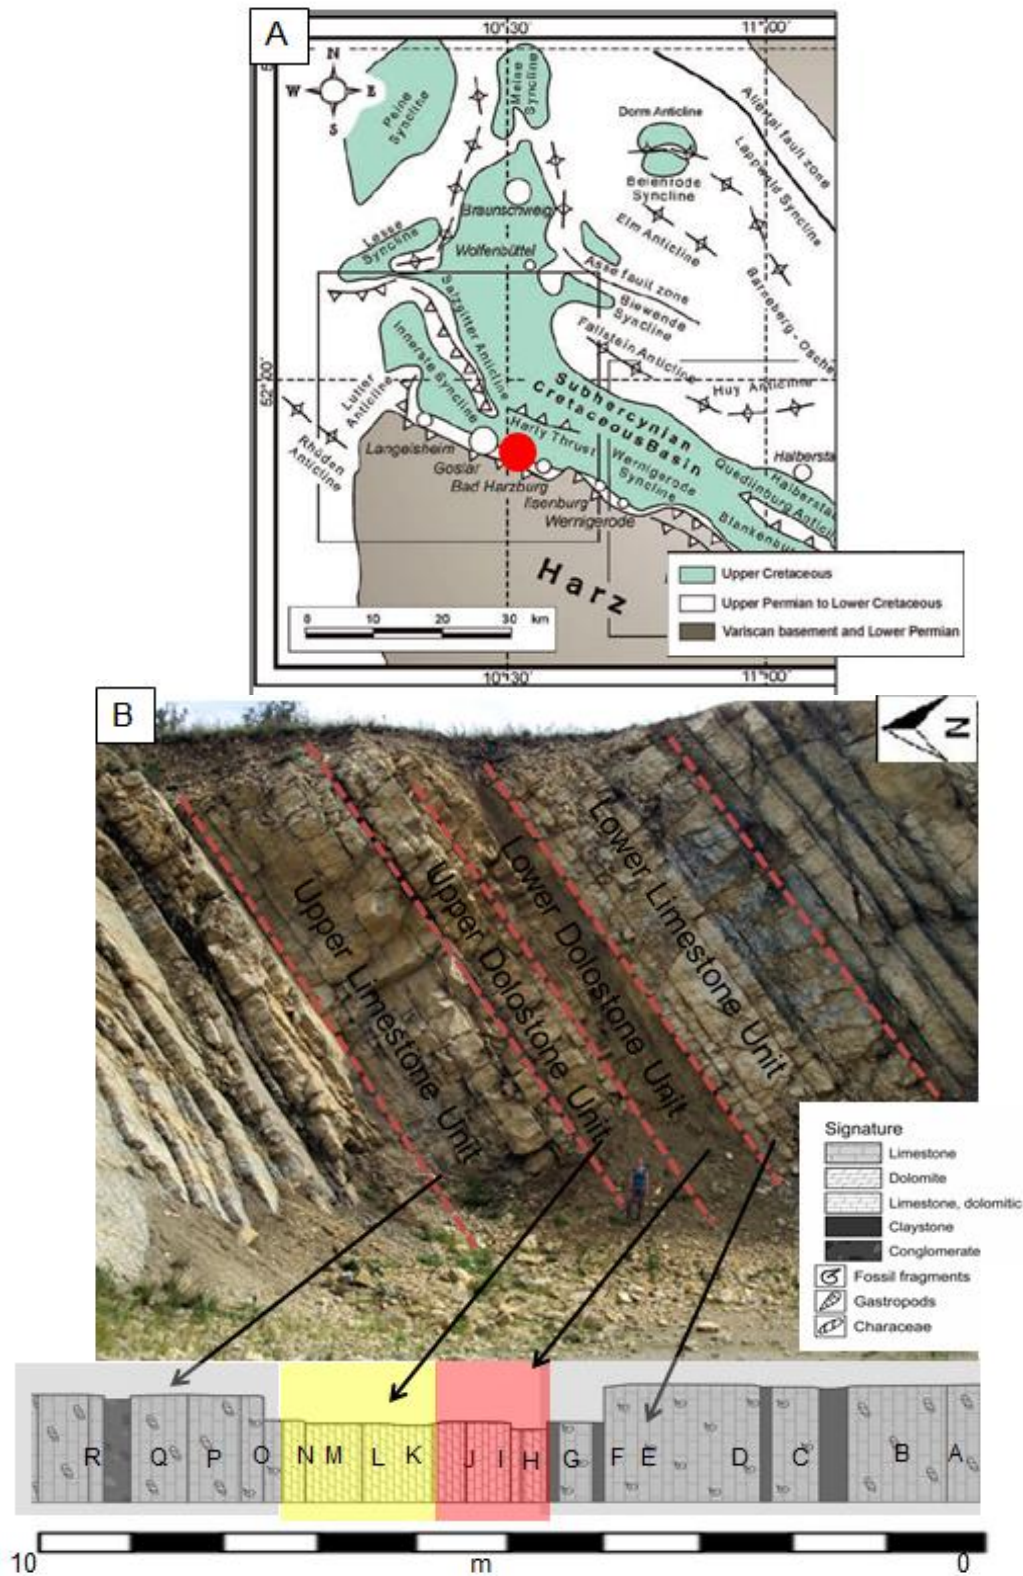 A
10°30´
11°00´
N
W
E
S
Peine
Syncline
Meine
Syncline
Dorm Anticline
Allertal fault zone
Lappwald Syncline
Beienrode
Syncline
Elm Anticline
Braunschweig
Lesse
Syncline
Wolfenbüttel
Asse fault zone
Biewende
Syncline
Barneberg-Osche
Salzgitter Anticline
Innerste Syncline
Fallstein Anticline
52°00´
Lutter
Anticline
Huy Anticline
Subhercynian
Cretaceous Basin
Rhüden
Anticline
Harly Thrust
Langelsheim
Goslar
Bad Harzburg
Ilsenburg
Wernigerode
Wernigerode
Syncline
Halbersta
Quedlinburg Anticli
Halberstad
Blankenbu
Harz
Upper Cretaceous
Upper Permian to Lower Cretaceous
Variscan basement and Lower Permian
0 10 20 30 km
10°30´
11°00´
B
N
Upper Limestone Unit
Upper Dolostone Unit
Lower Dolostone Unit
Lower Limestone Unit
Signature
Limestone
Dolomite
Limestone, dolomitic
Claystone
Conglomerate
Fossil fragments
Gastropods
Characeae
R Q P O N M L K J I H G F E D C B A
10 m 0